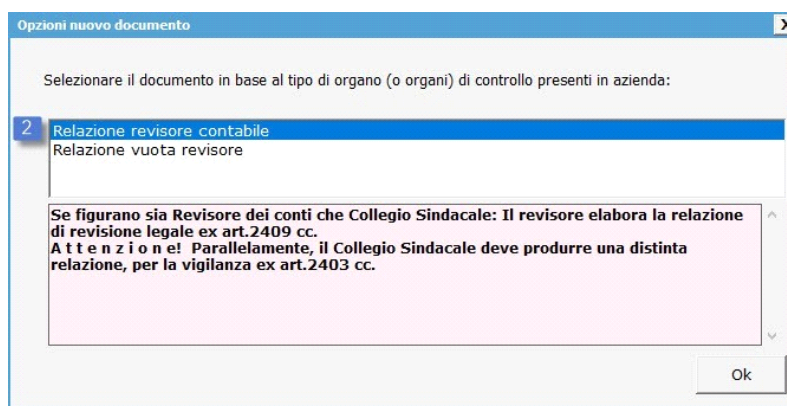 Opzioni nuovo documento
X
Selezionare il documento in base al tipo di organo (o organi) di controllo presenti in azienda:
2
Relazione revisore contabile
Relazione vuota revisore
Se figurano sia Revisore dei conti che Collegio Sindacale: Il revisore elabora la relazione
di revisione legale ex art.2409 cc.
A t t e n z i o n e! Parallelamente, il Collegio Sindacale deve produrre una distinta
relazione, per la vigilanza ex art.2403 cc.
Ok